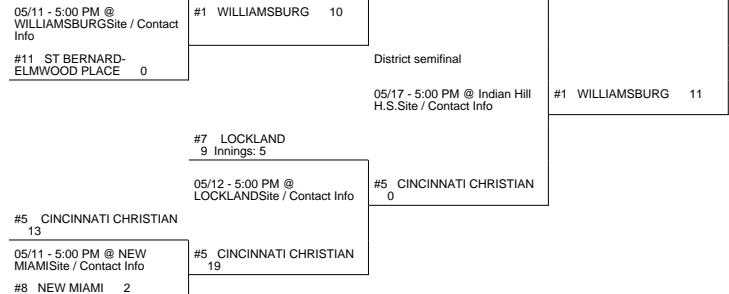 05/11 - 5:00 PM @
WILLIAMSBURGSite / Contact
Info
#1 WILLIAMSBURG 10
#11 ST BERNARD-
ELMWOOD PLACE 0
District semifinal
05/17 - 5:00 PM @ Indian Hill
H.S.Site / Contact Info
#1 WILLIAMSBURG 11
#7 LOCKLAND
9 Innings: 5
05/12 - 5:00 PM @
LOCKLANDSite / Contact Info
#5 CINCINNATI CHRISTIAN
0
#5 CINCINNATI CHRISTIAN
13
05/11 - 5:00 PM @ NEW
MIAMISite / Contact Info
#5 CINCINNATI CHRISTIAN
19
#8 NEW MIAMI 2